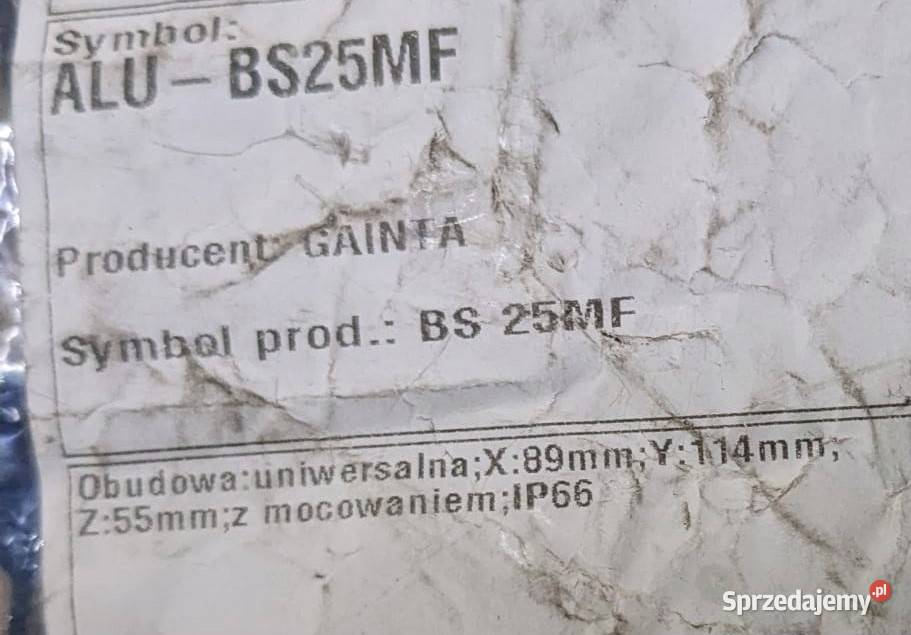 Symbol:
ALU-BS25MF
Producent: GAINTA
Symbol prod.: BS 25MF
Obudowa:uniwersalna;X:89mm;Y:114mm;
Z:55mm;z mocowaniem;IP66
Sprzedajemy.pl